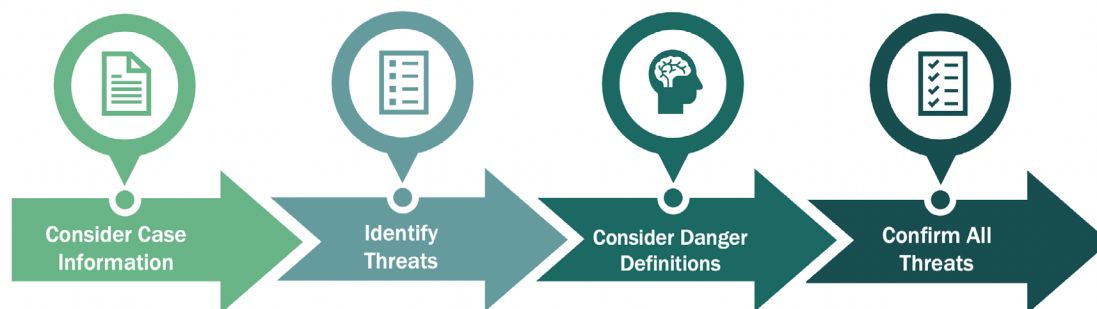 Consider Case
Information
Identify
Threats
Consider Danger
Definitions
Confirm All
Threats